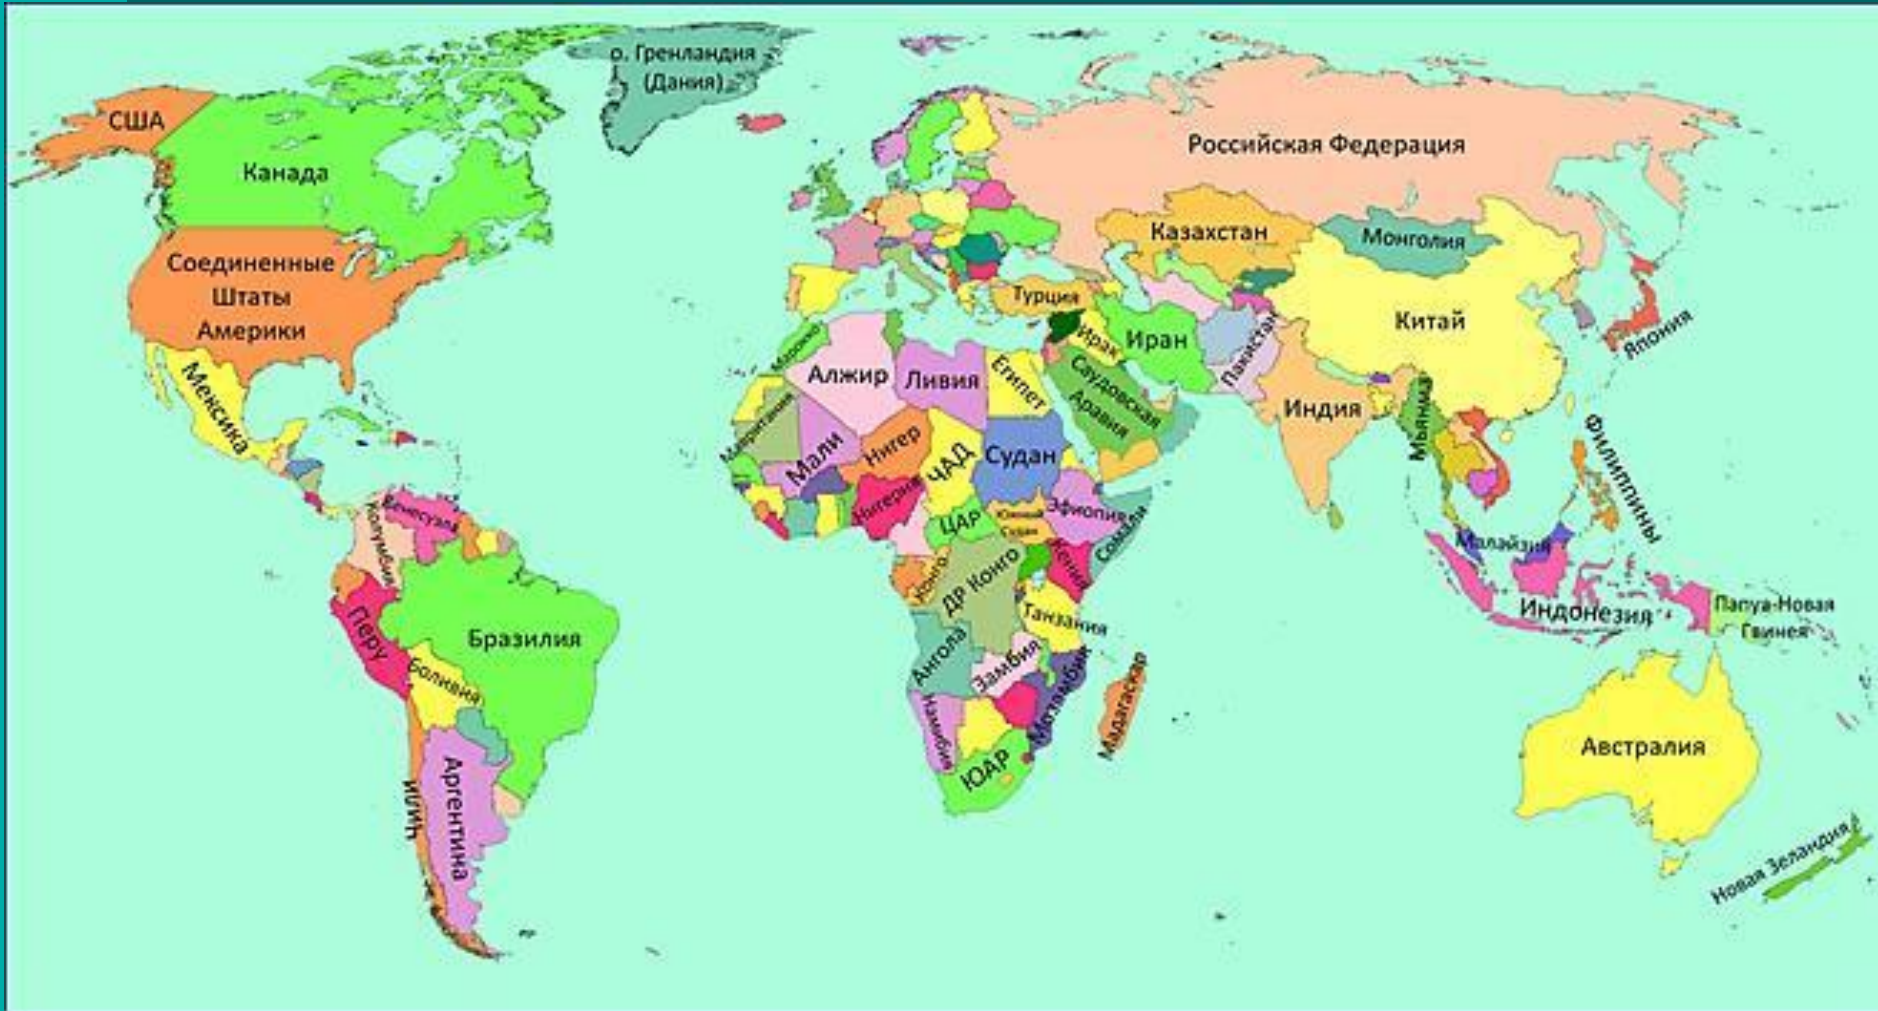 о. Гренландия
(Дания)
США
Канада
Российская Федерация
Соединенные
Штаты
Америки
Мексика
Казахстан
Монголия
Китай
Япония
Турция
Ирак
Иран
Пакистан
Саудовская
Аравия
Индия
Мьянма
Филиппины
Малайзия
Индонезия
Папуа-Новая
Гвинея
Марокко
Алжир
Ливия
Египет
Мавритания
Мали
Нигер
ЧАД
Судан
Нигерия
ЦАР
Южный
Судан
Эфиопия
Сомали
Кения
Конго
ДР Конго
Танзания
Ангола
Замбия
Мозамбик
Мадагаскар
Намибия
ЮАР
Венесуэла
Колумбия
Перу
Бразилия
Боливия
Чили
Аргентина
Австралия
Новая Зеландия